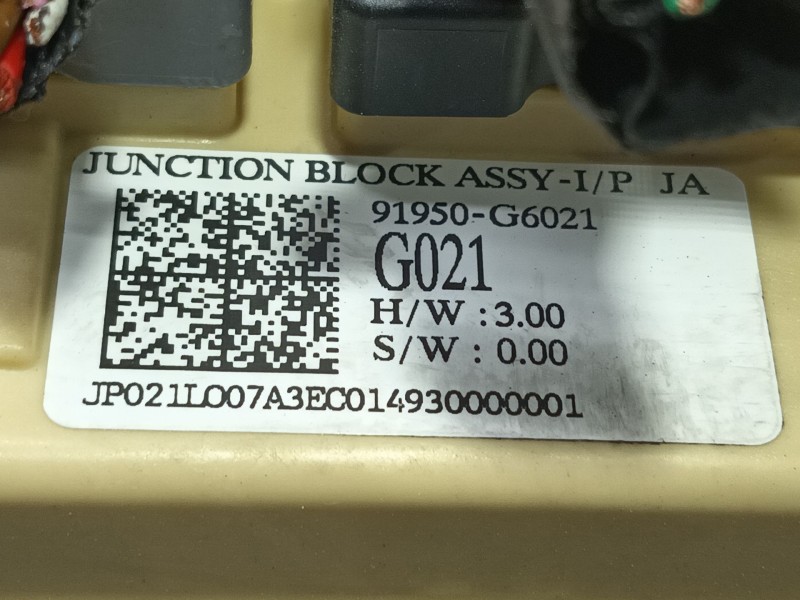 JUNCTION BLOCK ASSY-I/P JA
91950-G6021
G021
H/W : 3.00
S/W : 0.00
JP021L007A3EC014930000001